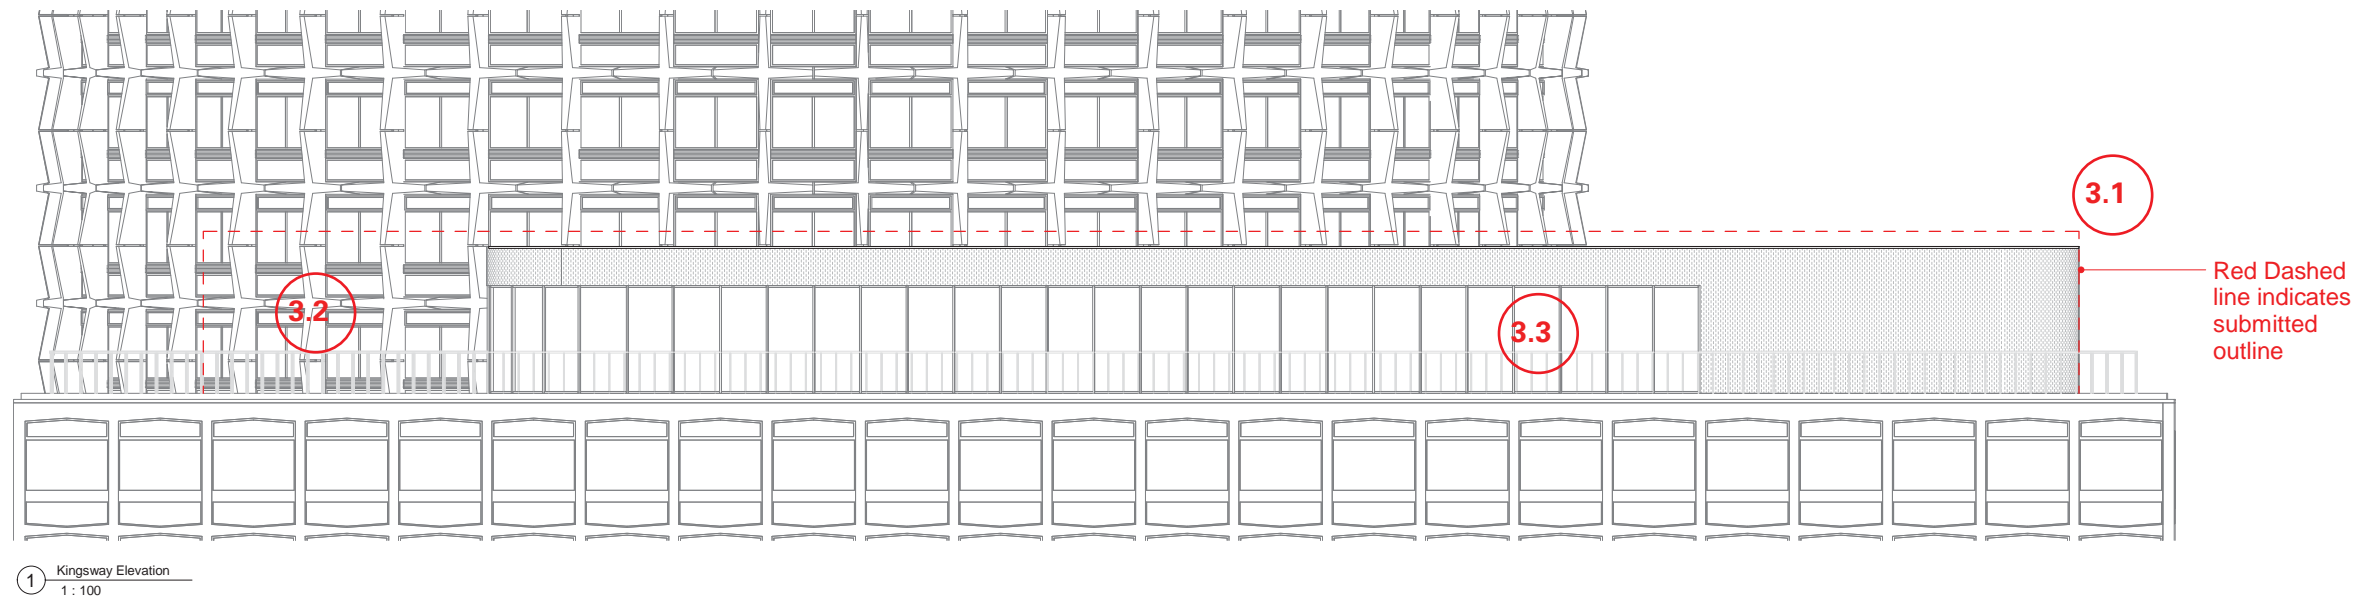 3.1
3.2
3.3
Red Dashed
line indicates
submitted
outline
1
Kingsway Elevation
1 : 100